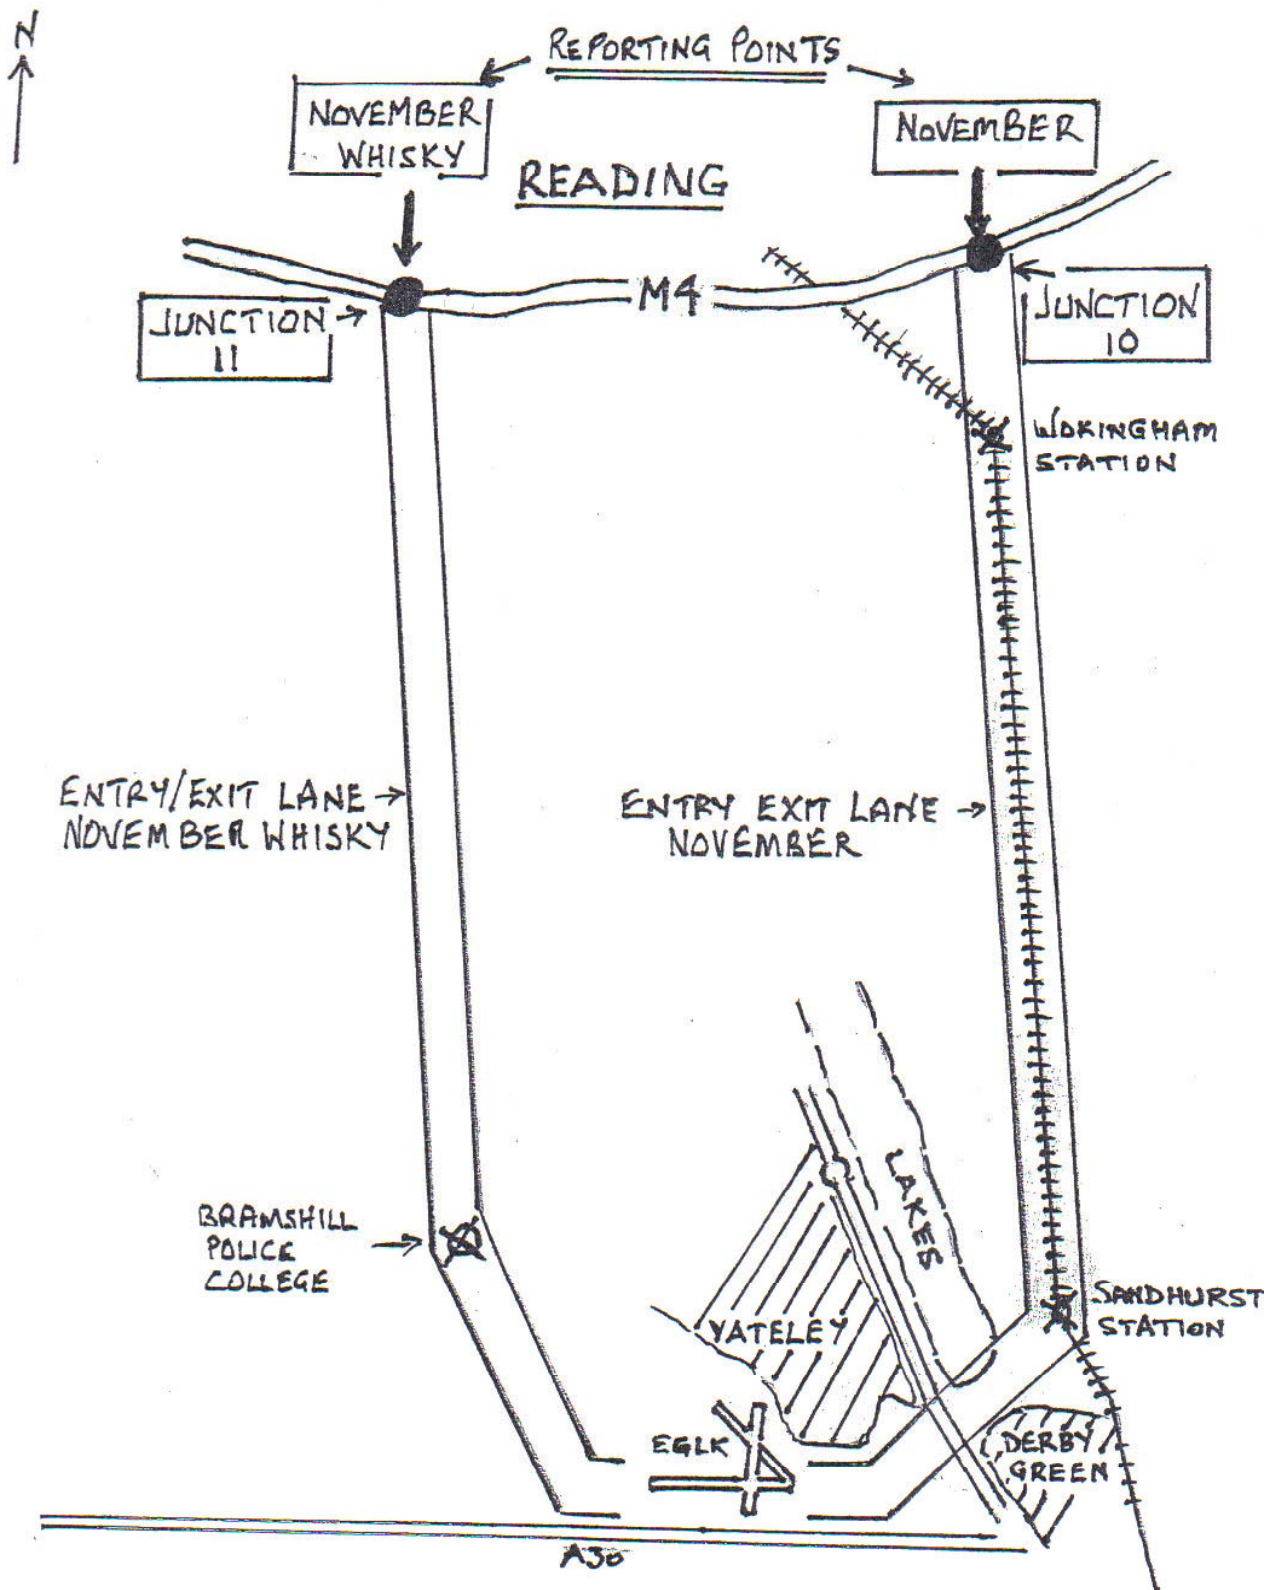 N
REPORTING POINTS
NOVEMBER
WHISKY
NOVEMBER
READING
M4
JUNCTION
11
JUNCTION
10
WOKINGHAM
STATION
ENTRY/EXIT LANE
NOVEMBER WHISKY
ENTRY EXIT LANE
NOVEMBER
LAKES
BRAMSHILL
POLICE
COLLEGE
SANDHURST
STATION
YATELEY
EGLK
DERBY
GREEN
A30